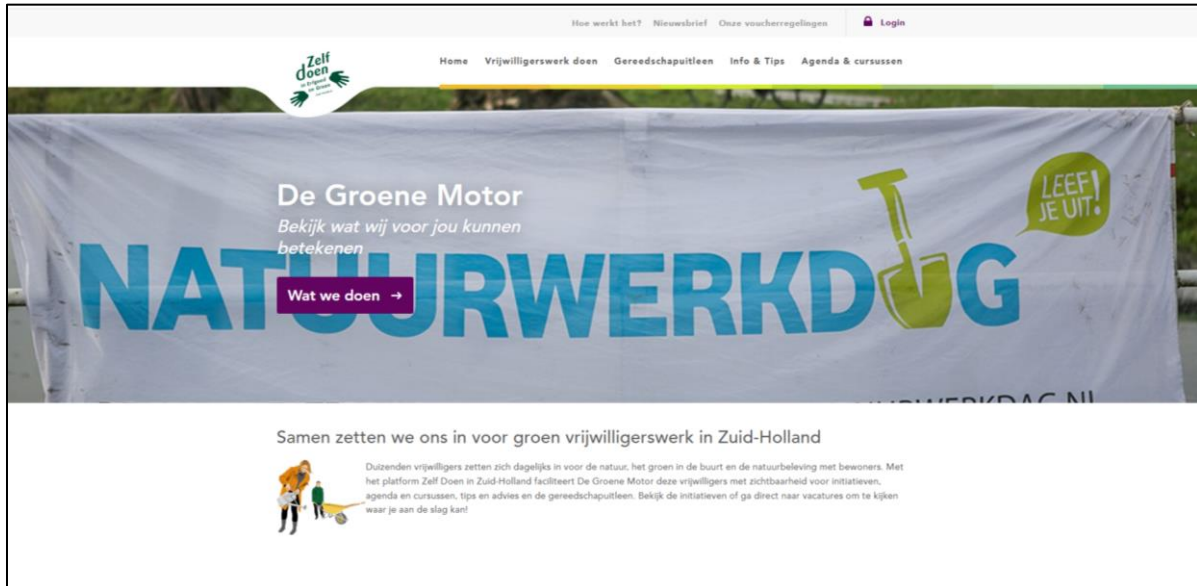 Hoe werkt het? Nieuwsbrief Onze voucherregelingen Login
Zelf
doen
in Erfgoed
en Groen
Home Vrijwilligerswerk doen Gereedschapuitleen Info & Tips Agenda & cursussen
De Groene Motor
Bekijk wat wij voor jou kunnen
betekenen
Wat we doen →
NATUURWERKDAG
LEEF
JE UIT!
Samen zetten we ons in voor groen vrijwilligerswerk in Zuid-Holland
Duizenden vrijwilligers zetten zich dagelijks in voor de natuur, het groen in de buurt en de natuurbeleving met bewoners. Met
het platform Zelf Doen in Zuid-Holland faciliteert De Groene Motor deze vrijwilligers met zichtbaarheid voor initiatieven,
agenda en cursussen, tips en advies en de gereedschapuitleen. Bekijk de initiatieven of ga direct naar vacatures om te kijken
waar je aan de slag kan!